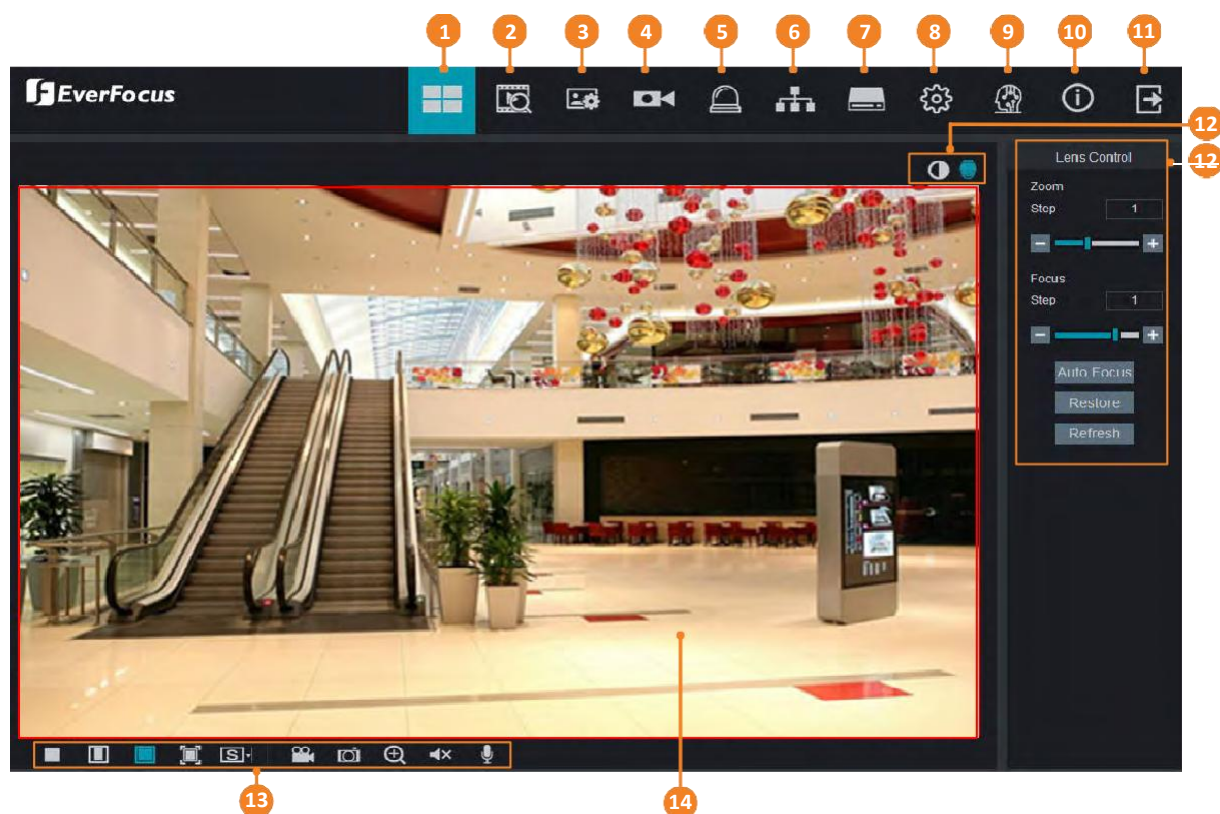 1 2 3 4 5 6 7 8 9 10 11
EverFocus
12
Lens Control
12
Zoom
Step 1
Focus
Step 1
Auto Focus
Restore
Refresh
S
13
14